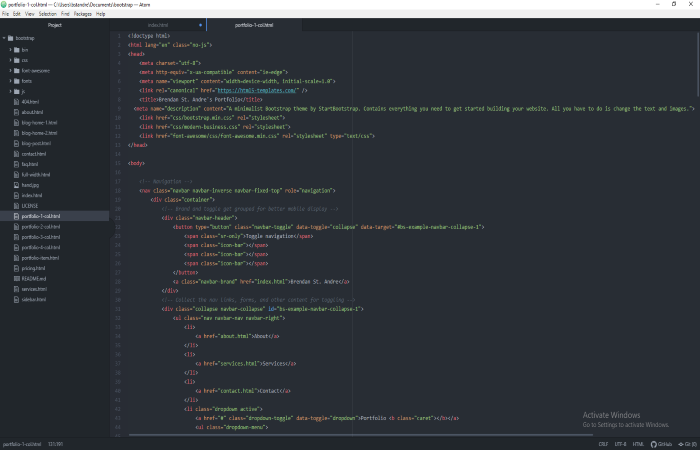 portfolio-1-col.html — C:\Users\bstandre\Documents\bootstrap — Atom
File Edit View Selection Find Packages Help
Project
index.html
portfolio-1-col.html
bootstrap
css
font-awesome
fonts
js
404.html
about.html
blog-home-1.html
blog-home-2.html
blog-post.html
contact.html
faq.html
full-width.html
index.html
LICENSE
portfolio-1-col.html
portfolio-2-col.html
portfolio-3-col.html
portfolio-4-col.html
portfolio-item.html
pricing.html
README.md
services.html
sidebar.html
<!doctype html>
<html lang="en" class="no-js">
<head>
<meta charset="utf-8">
<meta http-equiv="x-ua-compatible" content="ie=edge">
<meta name="viewport" content="width=device-width, initial-scale=1.0">
<link rel="canonical" href="https://html5-templates.com/" />
<title>Brendan St. Andre's Portfolio</title>
<meta name="description" content="A minimalist Bootstrap theme by StartBootstrap. Contains everything you need to get started building your website. All you have to do is change the text and images.">
<link href="css/bootstrap.min.css" rel="stylesheet">
<link href="css/modern-business.css" rel="stylesheet">
<link href="font-awesome/css/font-awesome.min.css" rel="stylesheet" type="text/css">
</head>
<body>
<!-- Navigation -->
<nav class="navbar navbar-inverse navbar-fixed-top" role="navigation">
<div class="container">
<!-- Brand and toggle get grouped for better mobile display -->
<div class="navbar-header">
<button type="button" class="navbar-toggle" data-toggle="collapse" data-target="#bs-example-navbar-collapse-1">
<span class="sr-only">Toggle navigation</span>
<span class="icon-bar"></span>
<span class="icon-bar"></span>
<span class="icon-bar"></span>
</button>
<a class="navbar-brand" href="index.html">Brendan St. Andre</a>
</div>
<!-- Collect the nav links, forms, and other content for toggling -->
<div class="collapse navbar-collapse" id="bs-example-navbar-collapse-1">
<ul class="nav navbar-nav navbar-right">
<li>
<a href="about.html">About</a>
</li>
<li>
<a href="services.html">Services</a>
</li>
<li>
<a href="contact.html">Contact</a>
</li>
<li class="dropdown active">
<a href="#" class="dropdown-toggle" data-toggle="dropdown">Portfolio <b class="caret"></b></a>
<ul class="dropdown-menu">
Activate Windows
Go to Settings to activate Windows.
portfolio-1-col.html
CRLF UTF-8 HTML GitHub Git (0)